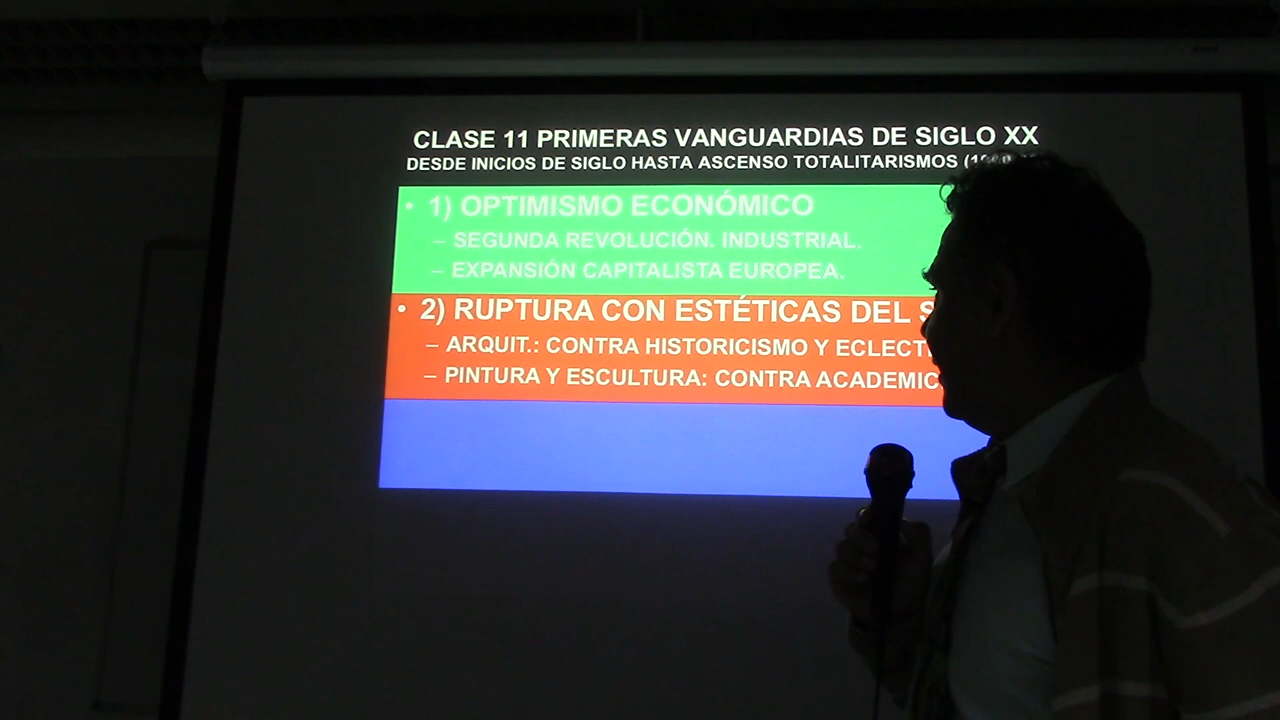 CLASE 11 PRIMERAS VANGUARDIAS DE SIGLO XX
DESDE INICIOS DE SIGLO HASTA ASCENSO TOTALITARISMOS
• 1) OPTIMISMO ECONÓMICO
– SEGUNDA REVOLUCIÓN. INDUSTRIAL.
– EXPANSIÓN CAPITALISTA EUROPEA.
• 2) RUPTURA CON ESTÉTICAS DEL
– ARQUIT.: CONTRA HISTORICISMO Y
– PINTURA Y ESCULTURA: CONTRA